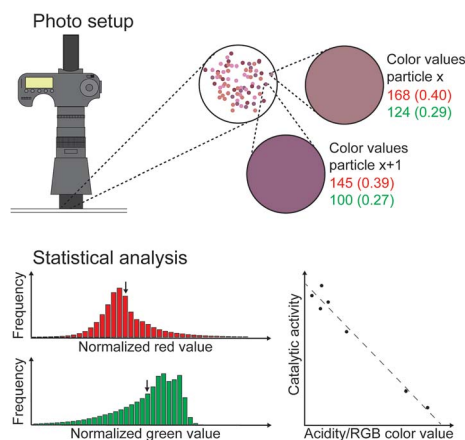 Photo setup
Color values
particle x
168 (0.40)
124 (0.29)
Color values
particle x+1
145 (0.39)
100 (0.27)
Statistical analysis
Frequency
Normalized red value
Frequency
Normalized green value
Catalytic activity
Acidity/RGB color value